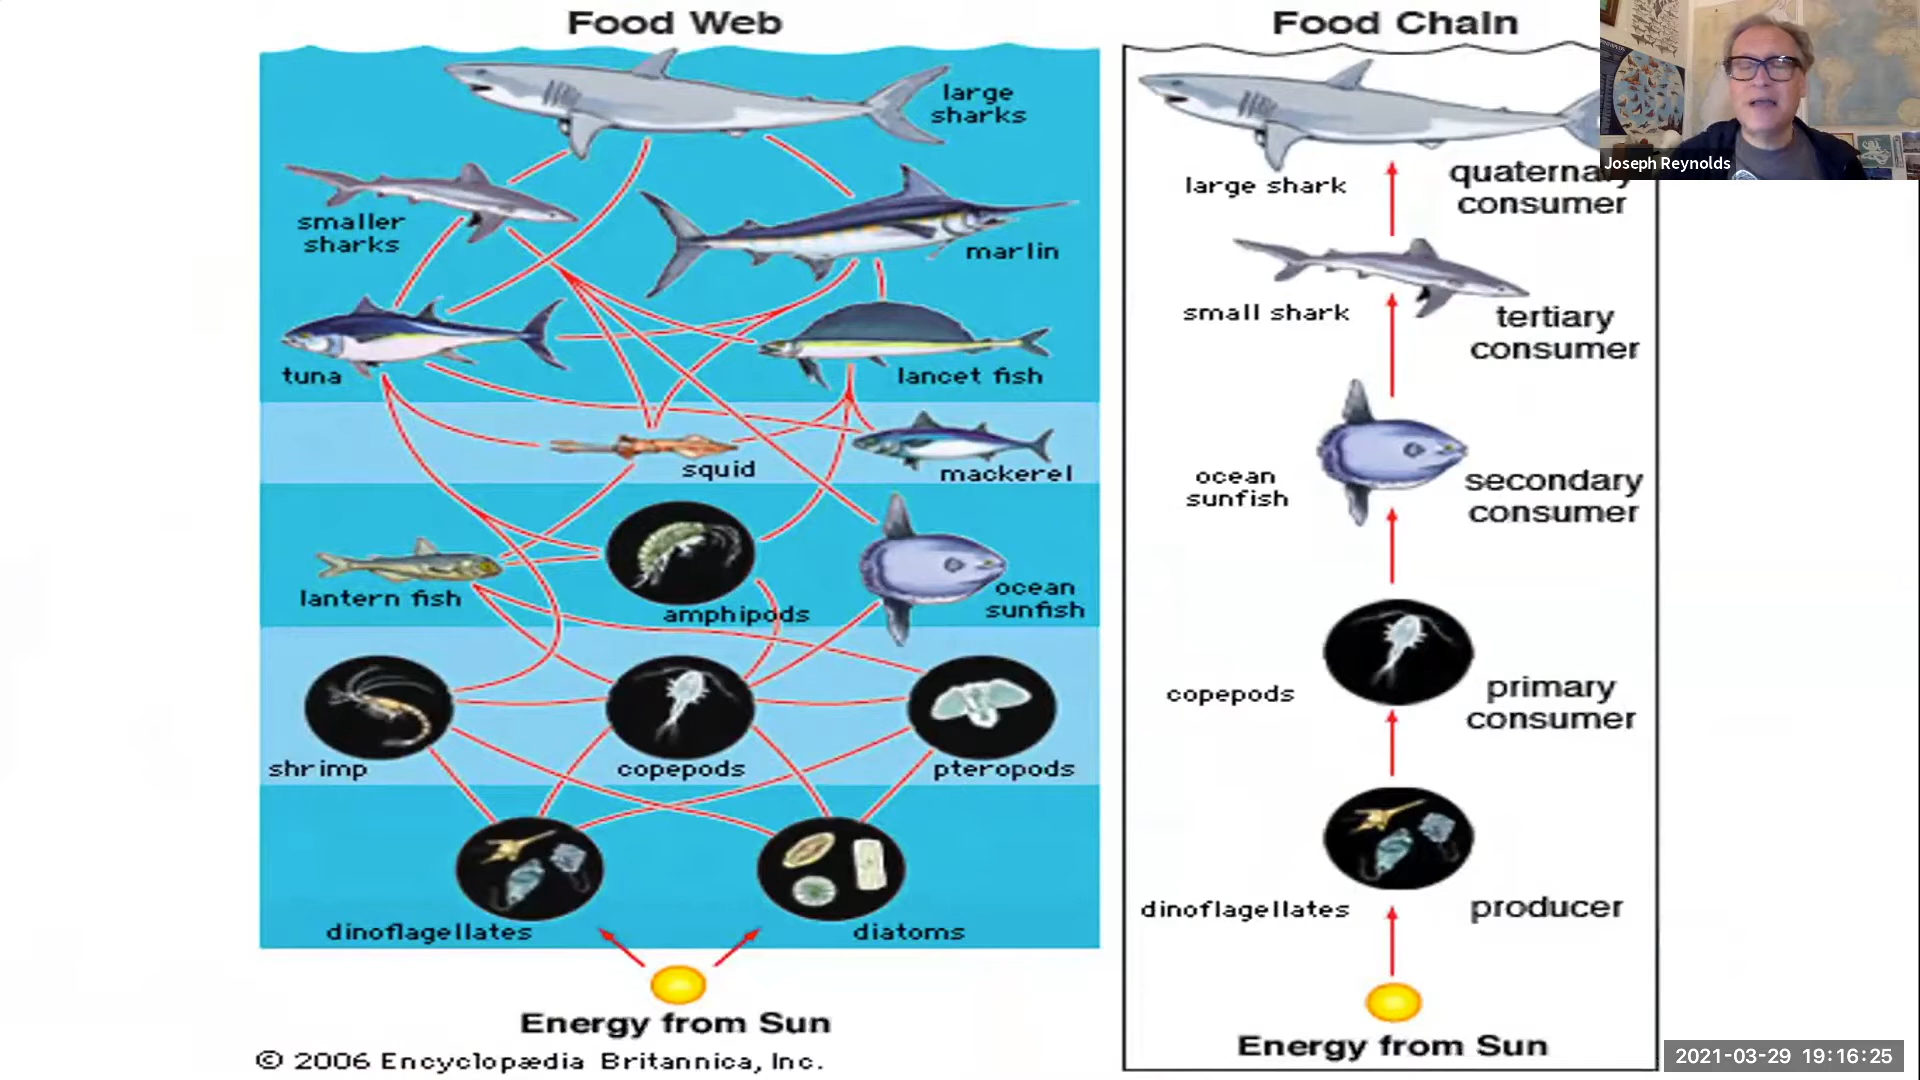 Food Web
large
sharks
smaller
sharks
marlin
tuna
lancet fish
squid
mackerel
lantern fish
amphipods
ocean
sunfish
shrimp
copepods
pteropods
dinoflagellates
diatoms
Energy from Sun
© 2006 Encyclopædia Britannica, Inc.
Food Chain
large shark
quaternary
consumer
small shark
tertiary
consumer
ocean
sunfish
secondary
consumer
copepods
primary
consumer
dinoflagellates
producer
Energy from Sun
Joseph Reynolds
2021-03-29 19:16:25